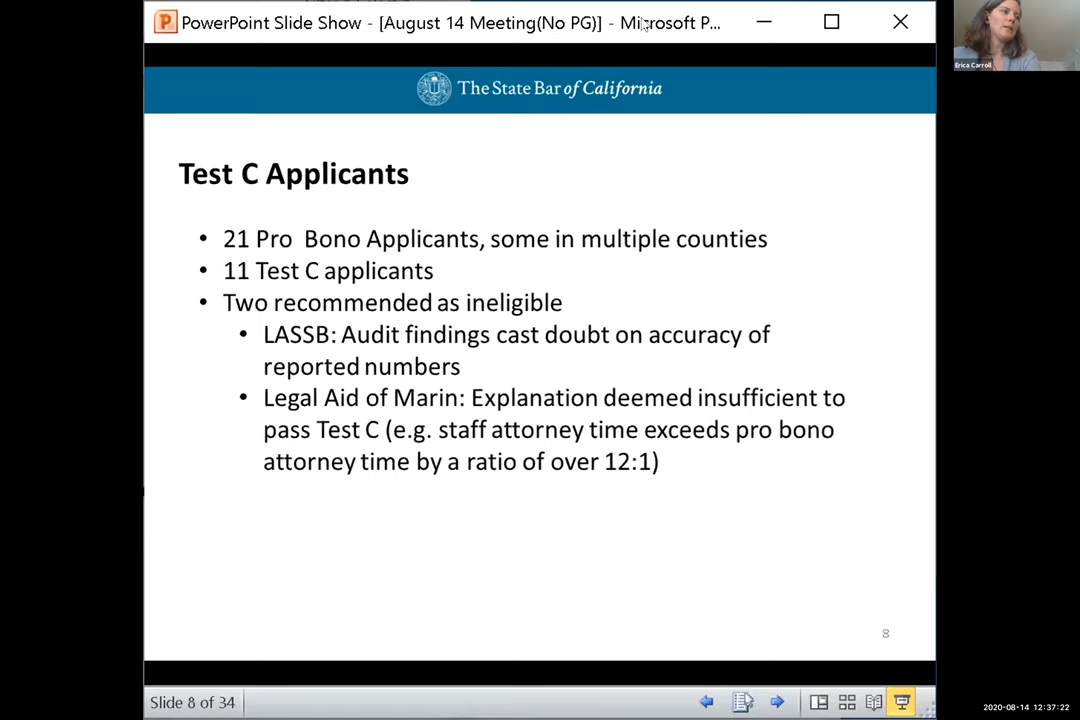 PowerPoint Slide Show - [August 14 Meeting(No PG)] - Microsoft P...
Erica Carroll
The State Bar of California
Test C Applicants
• 21 Pro Bono Applicants, some in multiple counties
• 11 Test C applicants
• Two recommended as ineligible
• LASSB: Audit findings cast doubt on accuracy of
reported numbers
• Legal Aid of Marin: Explanation deemed insufficient to
pass Test C (e.g. staff attorney time exceeds pro bono
attorney time by a ratio of over 12:1)
8
Slide 8 of 34
2020-08-14 12:37:22